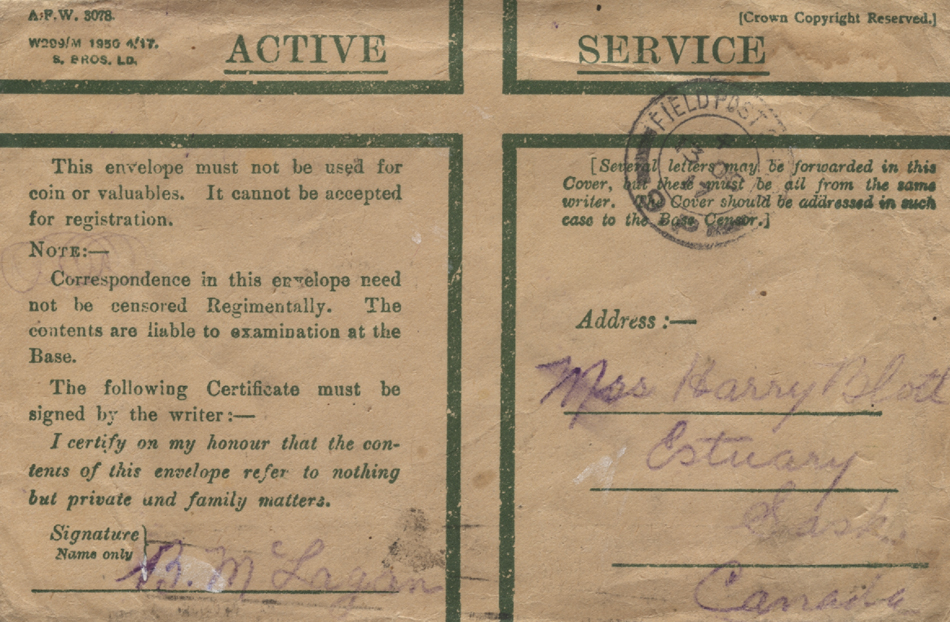 A.F.W. 3078.
W209/M 1950 4/17.
S. BROS. LD.
ACTIVE
[Crown Copyright Reserved.]
SERVICE
This envelope must not be used for
coin or valuables. It cannot be accepted
for registration.
NOTE:—
Correspondence in this envelope need
not be censored Regimentally. The
contents are liable to examination at the
Base.
The following Certificate must be
signed by the writer:—
I certify on my honour that the con-
tents of this envelope refer to nothing
but private and family matters.
Signature
Name only
B. McLagan
FIELD POST
[Several letters may be forwarded in this
Cover, but these must be all from the same
writer. The Cover should be addressed in such
case to the Base Censor.]
Address:—
Mrs Harry Blott
Estuary
Sask.
Canada